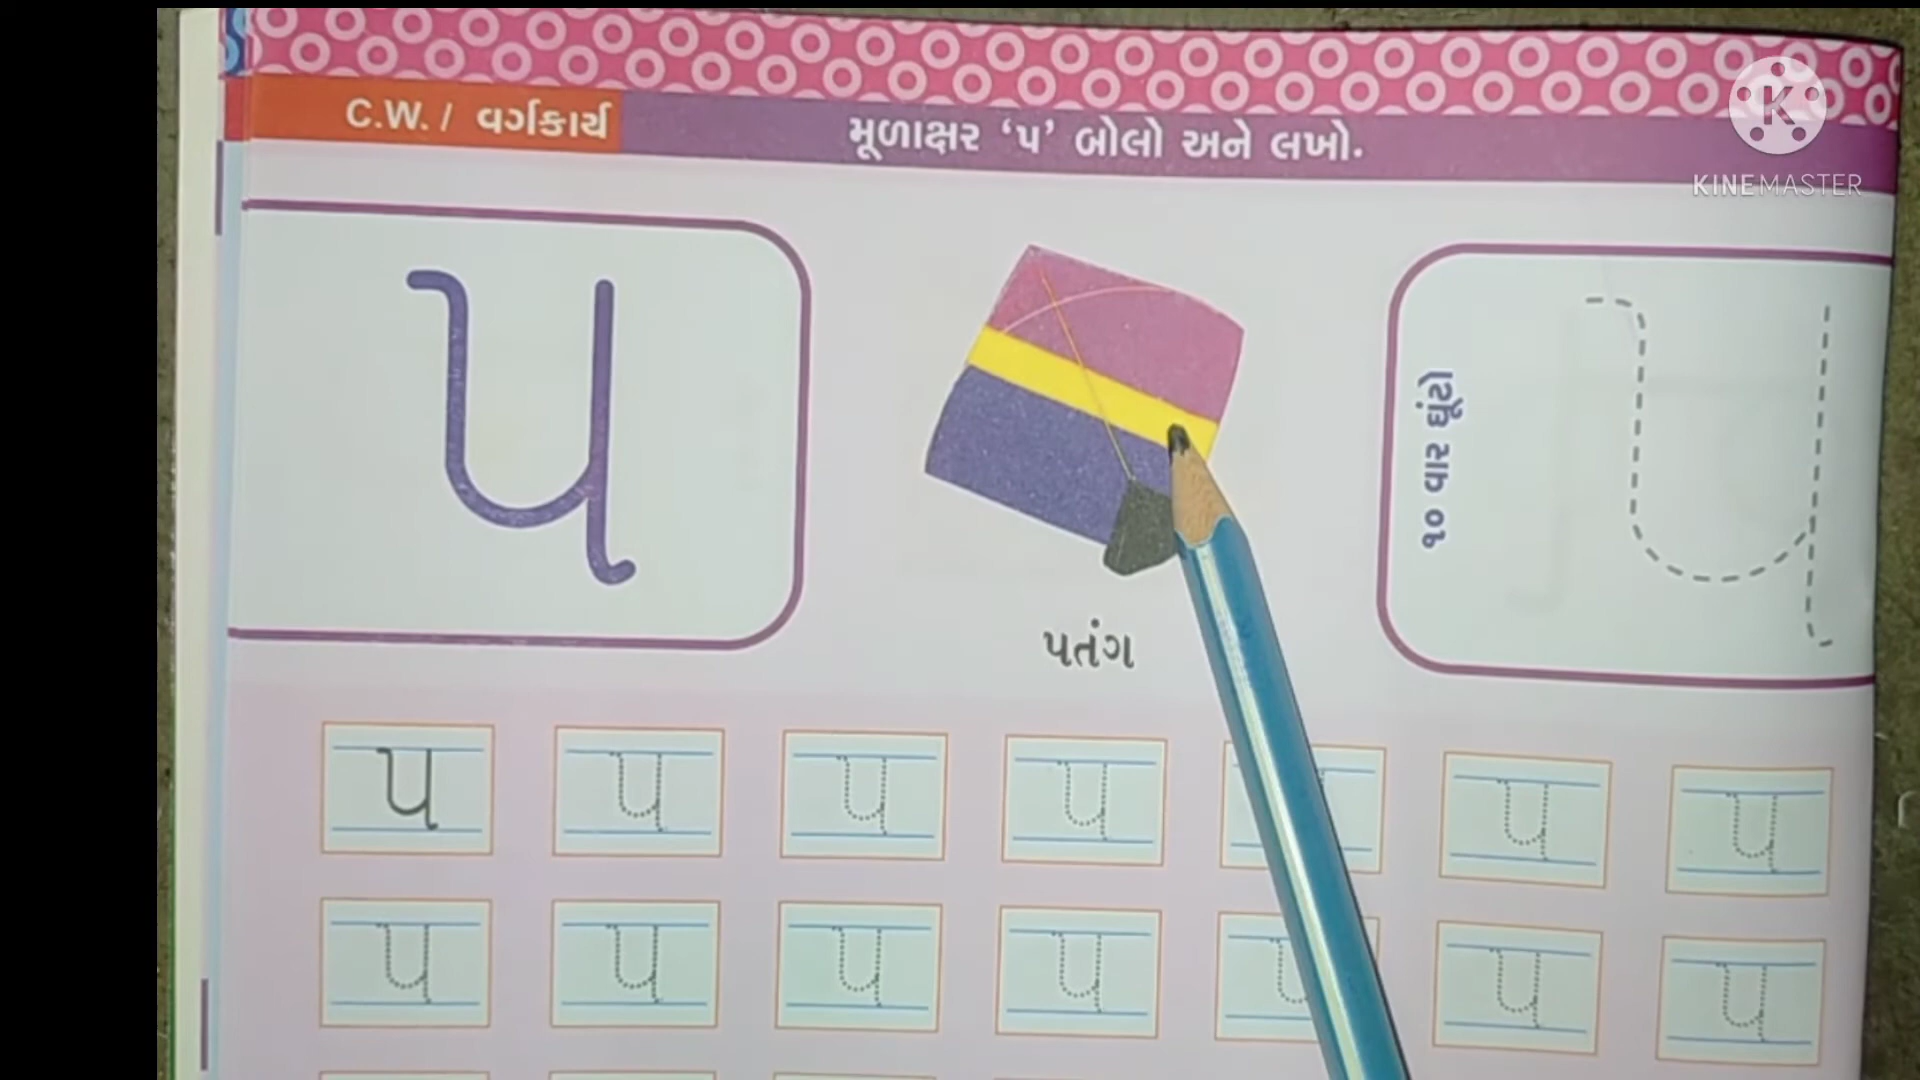 C.W. / વર્ગકાર્ય
મૂળાક્ષર ‘પ’ બોલો અને લખો.
KINEMASTER
પ
૧૦ વાર ઘૂંટો
પ
પતંગ
પ પ પ પ પ પ
પ પ પ પ પ પ પ